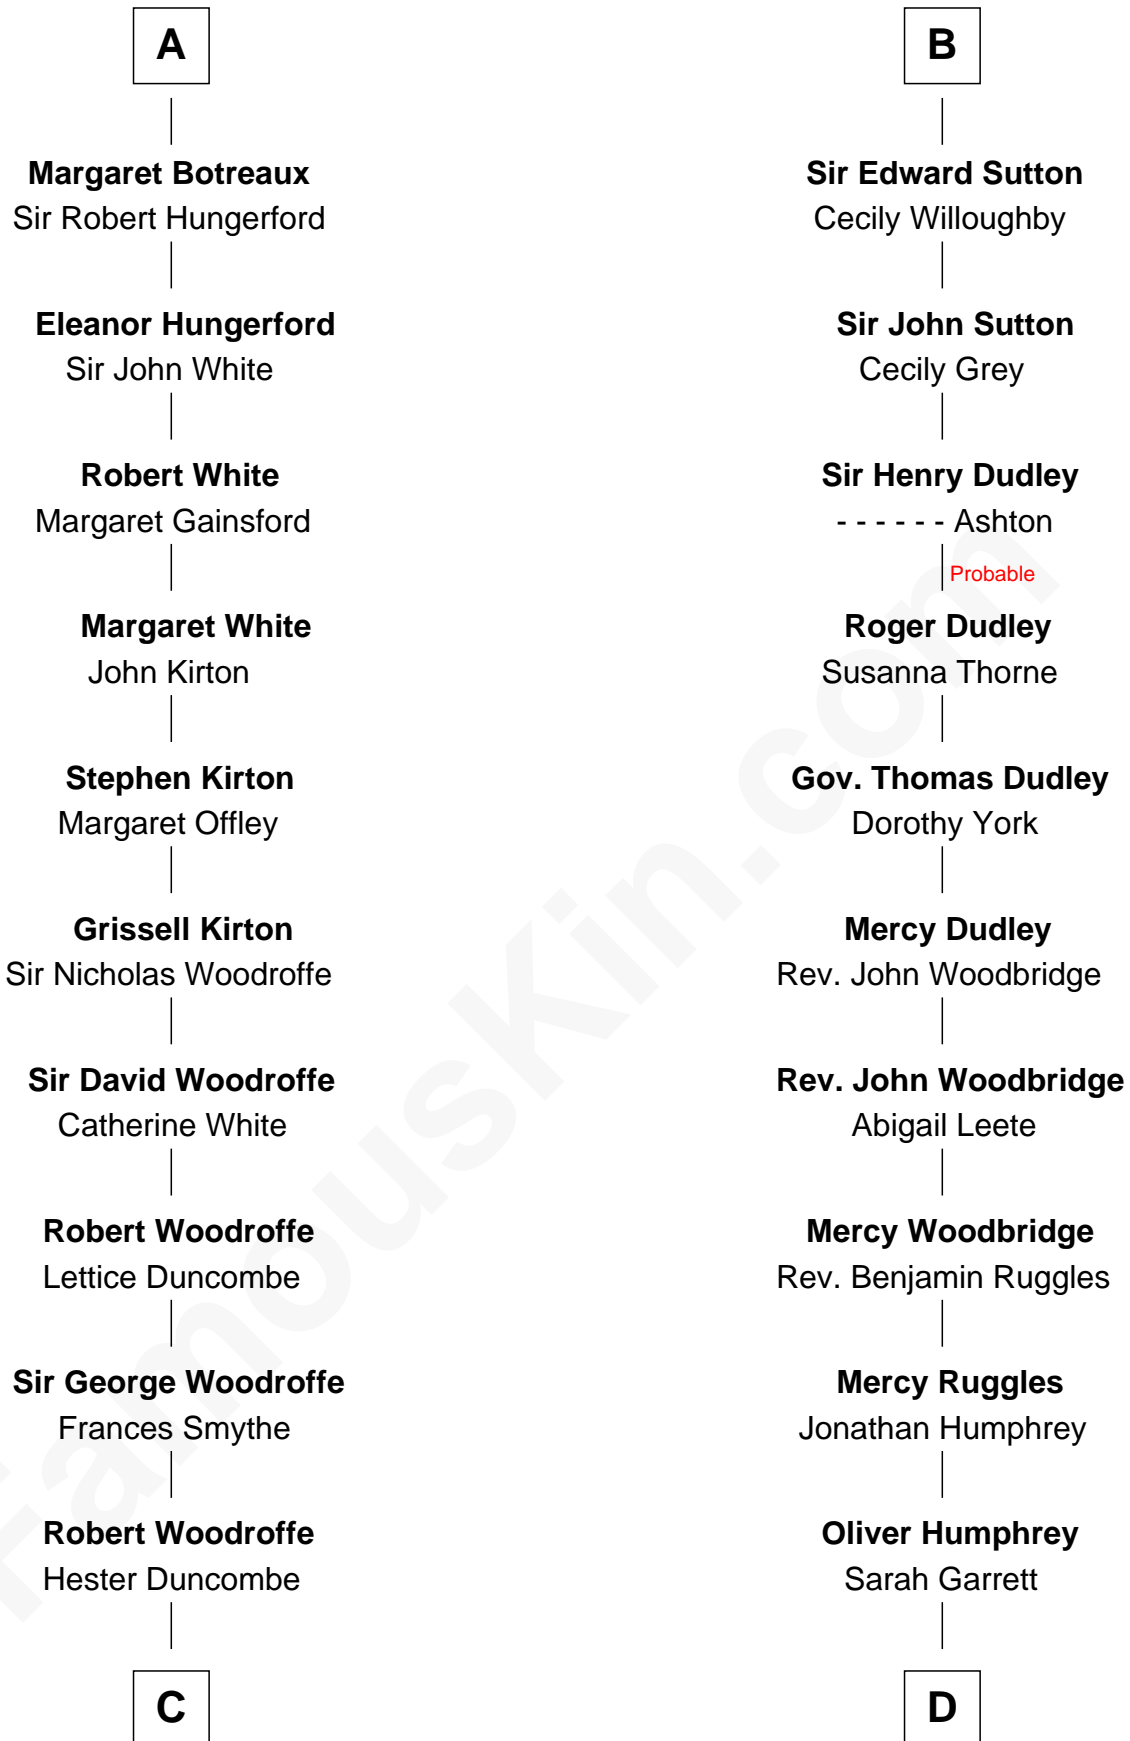 A
Margaret Botreaux
Sir Robert Hungerford
Eleanor Hungerford
Sir John White
Robert White
Margaret Gainsford
Margaret White
John Kirton
Stephen Kirton
Margaret Offley
Grissell Kirton
Sir Nicholas Woodroffe
Sir David Woodroffe
Catherine White
Robert Woodroffe
Lettice Duncombe
Sir George Woodroffe
Frances Smythe
Robert Woodroffe
Hester Duncombe
C
B
Sir Edward Sutton
Cecily Willoughby
Sir John Sutton
Cecily Grey
Sir Henry Dudley
- - - - - - Ashton
Probable
Roger Dudley
Susanna Thorne
Gov. Thomas Dudley
Dorothy York
Mercy Dudley
Rev. John Woodbridge
Rev. John Woodbridge
Abigail Leete
Mercy Woodbridge
Rev. Benjamin Ruggles
Mercy Ruggles
Jonathan Humphrey
Oliver Humphrey
Sarah Garrett
D
FamousKin.com